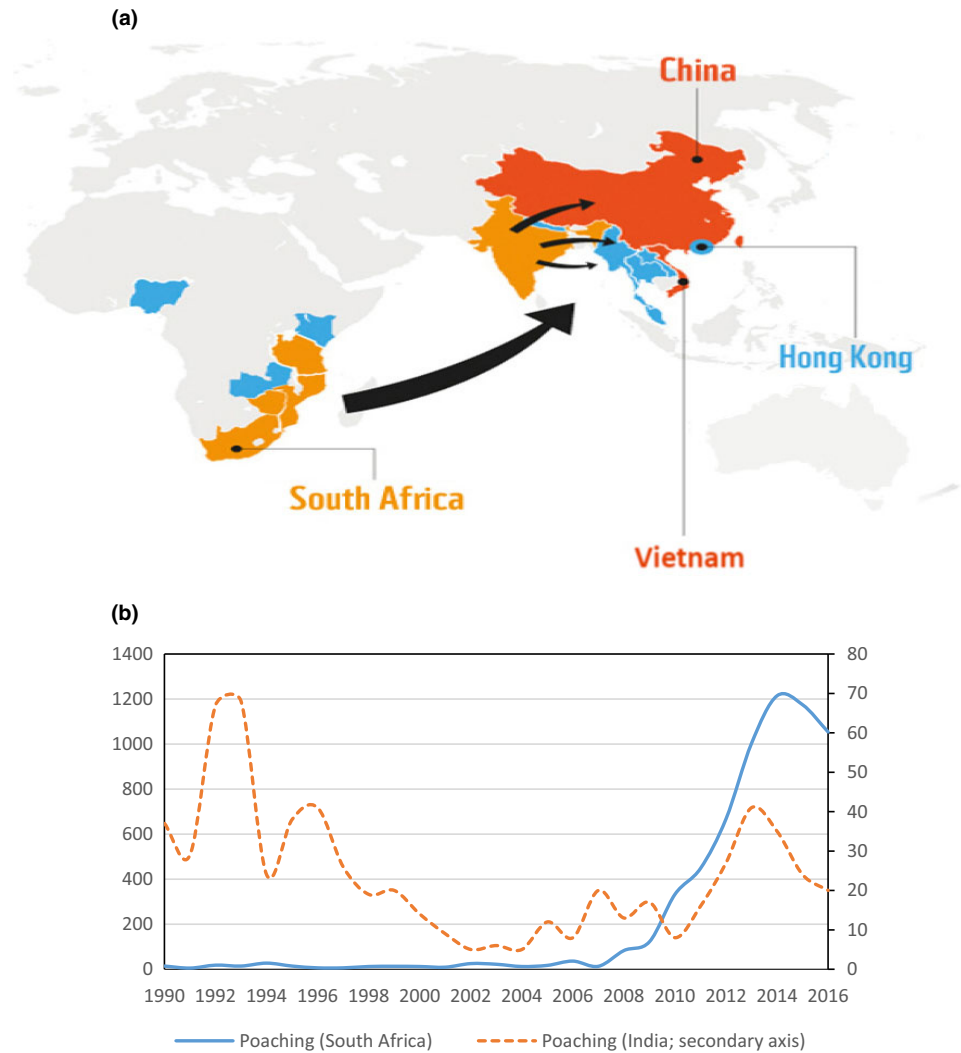 (a)
China
Hong Kong
South Africa
Vietnam
(b)
1400 80
1200 70
1000 60
800 50
600 40
400 30
200 20
0 10
0
1990 1992 1994 1996 1998 2000 2002 2004 2006 2008 2010 2012 2014 2016
Poaching (South Africa) Poaching (India; secondary axis)